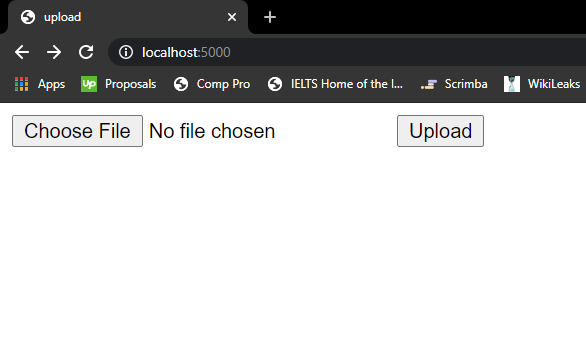 upload
localhost:5000
Apps Up Proposals Comp Pro IELTS Home of the I... Scrimba WikiLeaks
Choose File No file chosen Upload